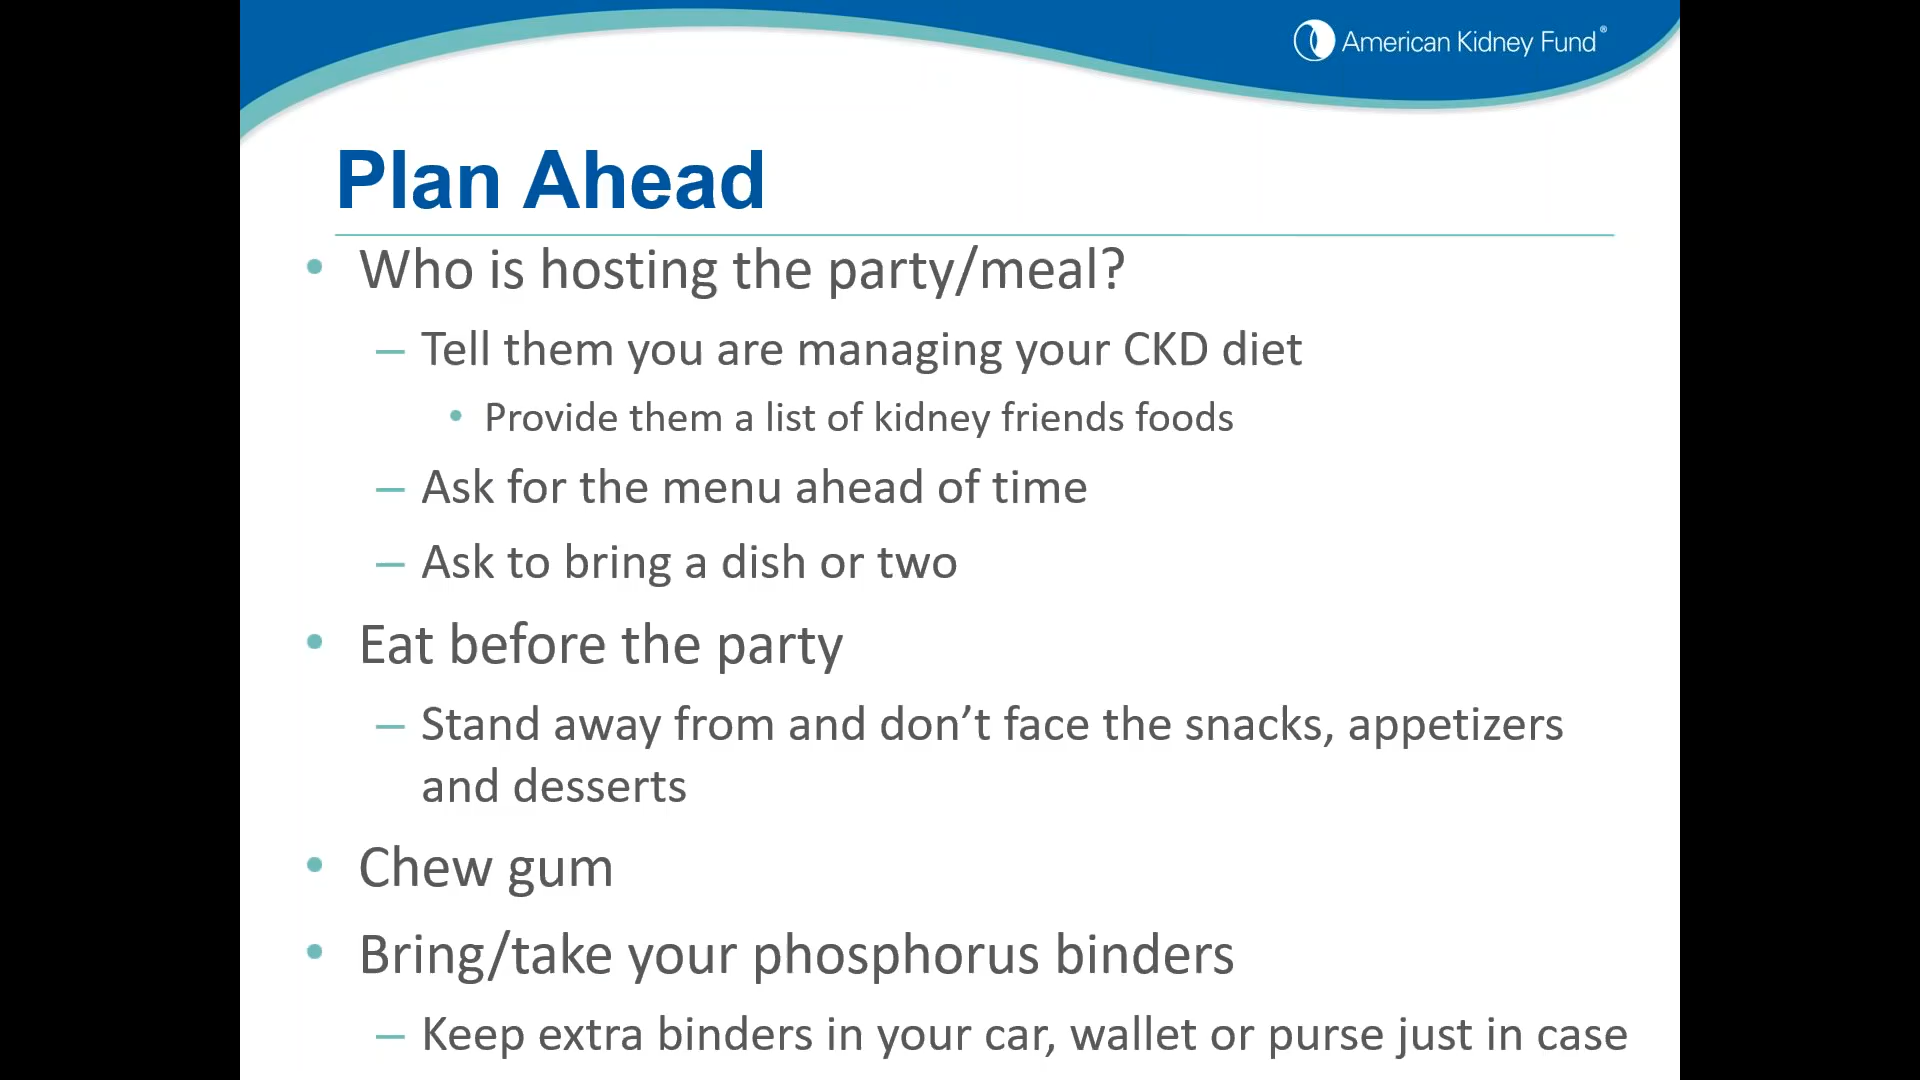 American Kidney Fund®
Plan Ahead
• Who is hosting the party/meal?
– Tell them you are managing your CKD diet
• Provide them a list of kidney friends foods
– Ask for the menu ahead of time
– Ask to bring a dish or two
• Eat before the party
– Stand away from and don’t face the snacks, appetizers
and desserts
• Chew gum
• Bring/take your phosphorus binders
– Keep extra binders in your car, wallet or purse just in case